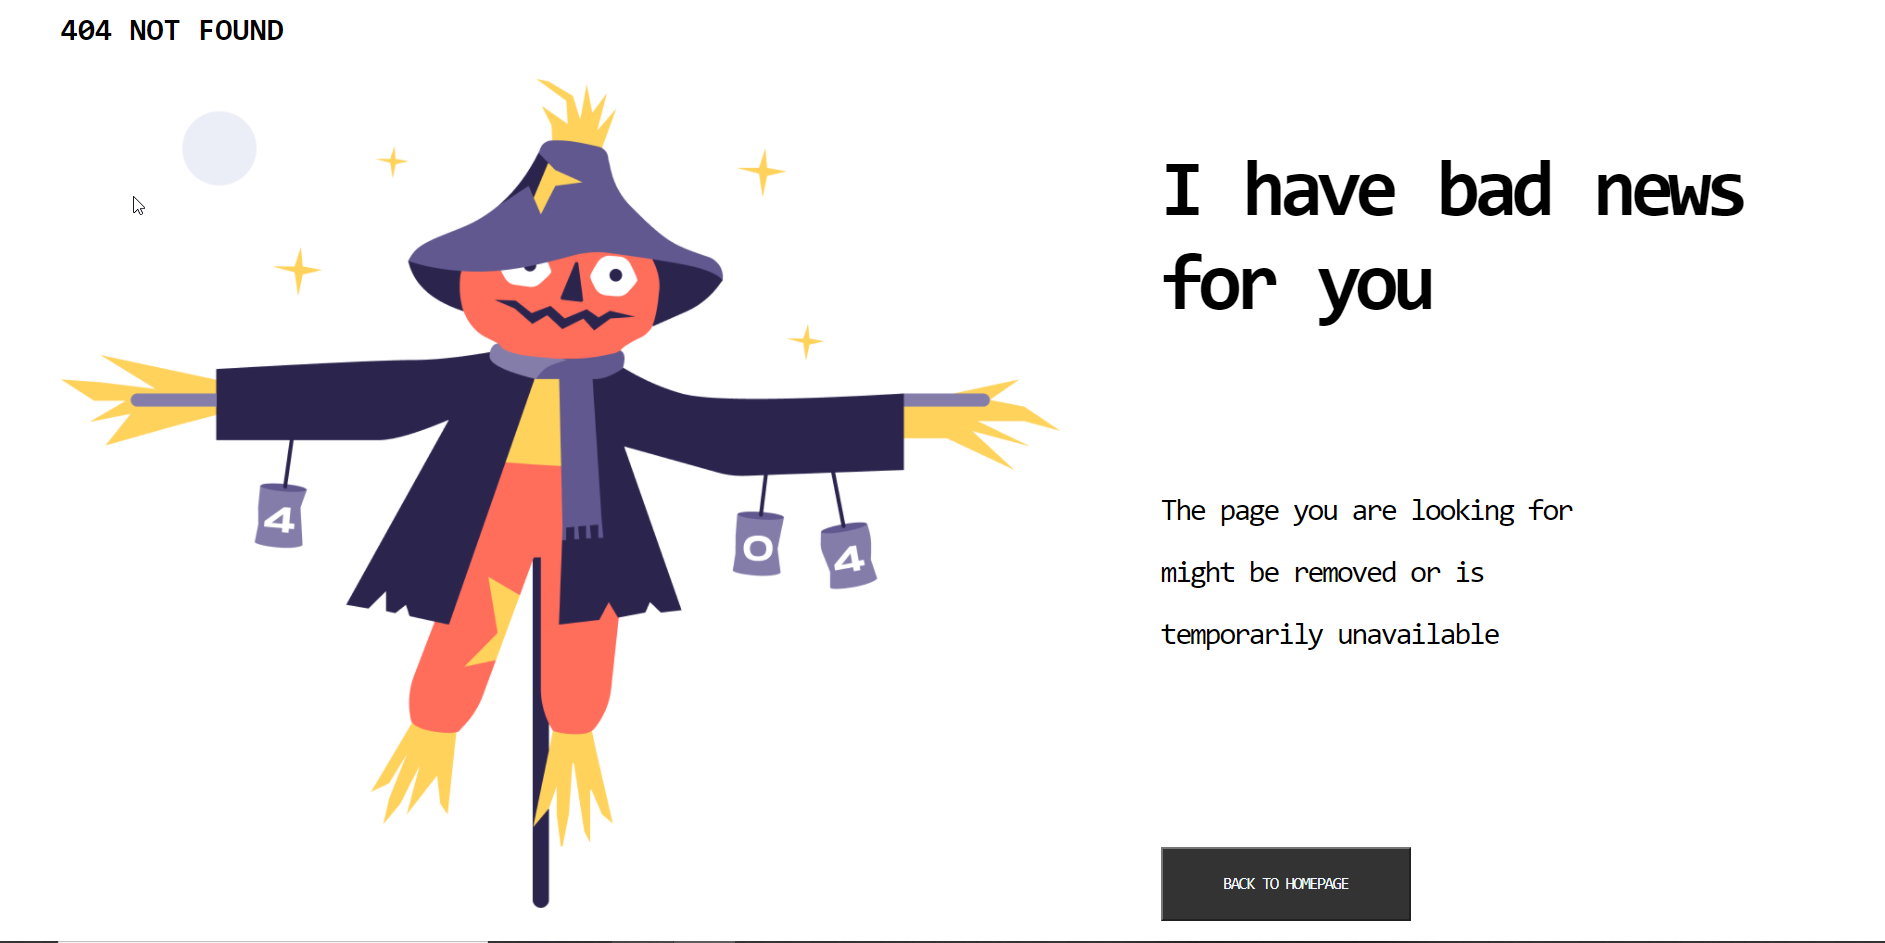 404 NOT FOUND
I have bad news
for you
4
0
4
The page you are looking for
might be removed or is
temporarily unavailable
BACK TO HOMEPAGE